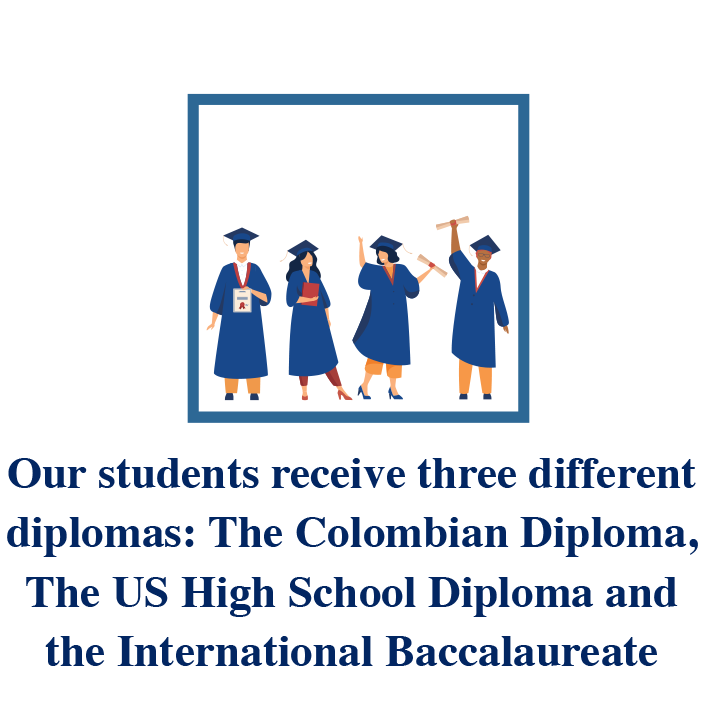 Our students receive three different
diplomas: The Colombian Diploma,
The US High School Diploma and
the International Baccalaureate